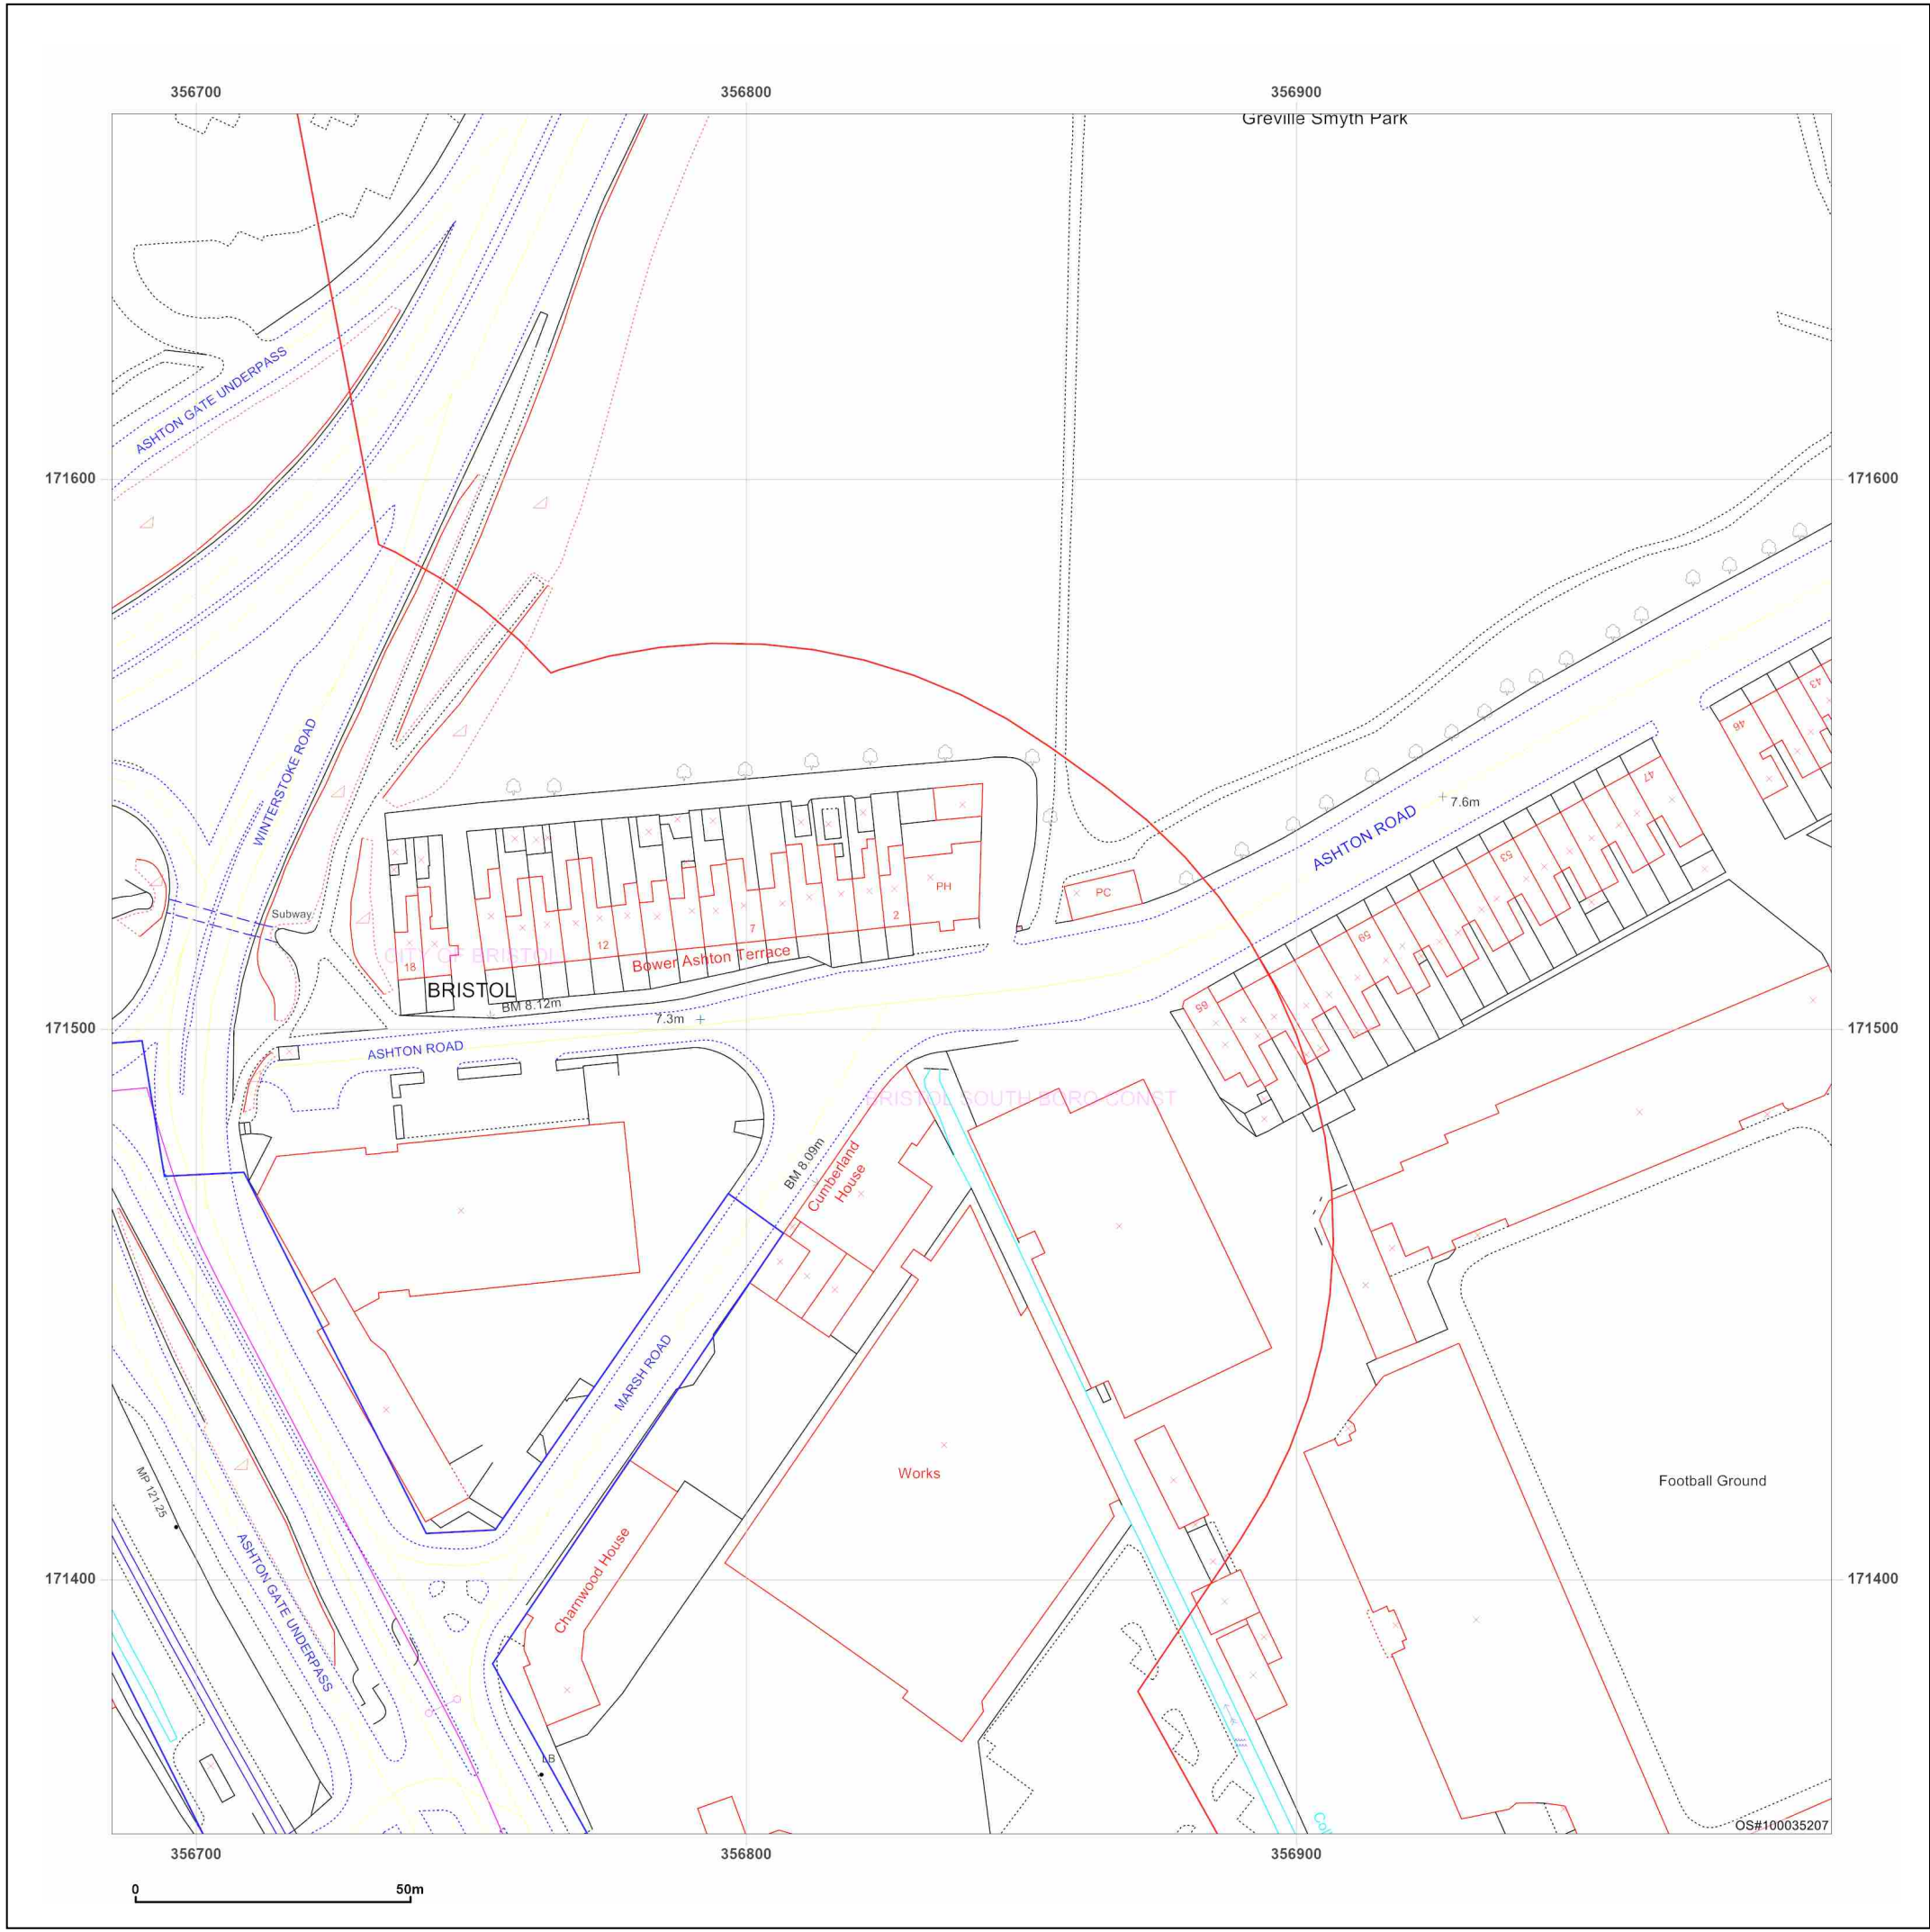 356700
356800
356900
Greville Smyth Park
ASHTON GATE UNDERPASS
171600
171600
WINTERSTOKE ROAD
43
46
47
ASHTON ROAD
7.6m
53
PC
PH
Subway
2
7
12
18
59
65
CITY OF BRISTOL
Bower Ashton Terrace
BRISTOL
BM 8.12m
7.3m
171500
171500
ASHTON ROAD
BRISTOL SOUTH BORO CONST
BM 8.09m
Cumberland
House
MARSH ROAD
Works
Football Ground
MP 121.25
Charnwood House
ASHTON GATE UNDERPASS
171400
171400
LB
OS#100035207
356700
356800
356900
0
50m